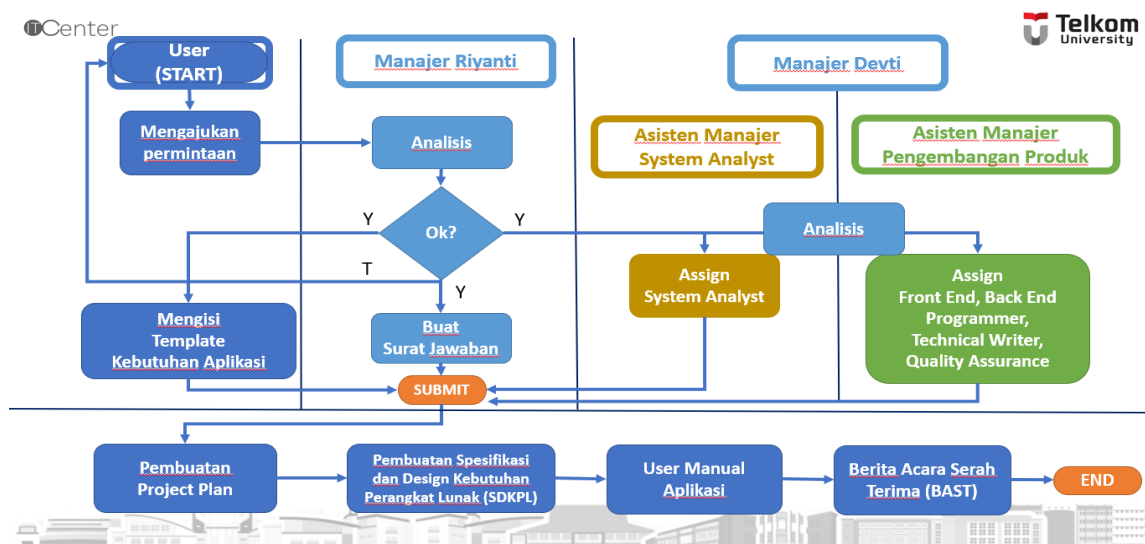 ITCenter
Telkom
University
User
(START)
Manajer Riyanti
Manajer Devti
Mengajukan
permintaan
Analisis
Asisten Manajer
System Analyst
Asisten Manajer
Pengembangan Produk
Y
Ok?
Y
Analisis
T
Y
Assign
System Analyst
Assign
Front End, Back End
Programmer,
Technical Writer,
Quality Assurance
Mengisi
Template
Kebutuhan Aplikasi
Buat
Surat Jawaban
SUBMIT
Pembuatan
Project Plan
Pembuatan Spesifikasi
dan Design Kebutuhan
Perangkat Lunak (SDKPL)
User Manual
Aplikasi
Berita Acara Serah
Terima (BAST)
END